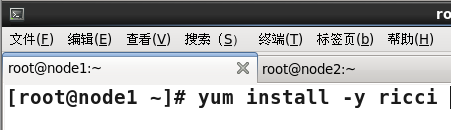 ro
文件(F) 编辑(E) 查看(V) 搜索 (S) 终端(T) 标签页(b) 帮助(H)
root@node1:~ root@node2:~
[root@node1 ~]# yum install -y ricci